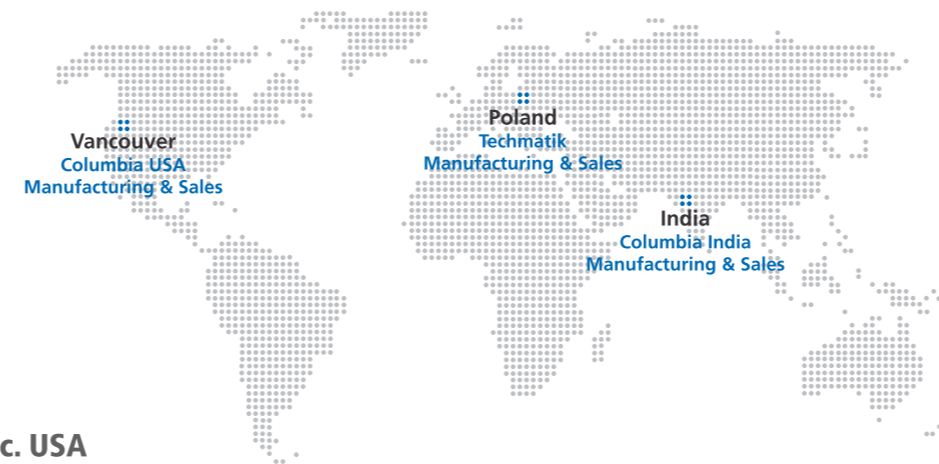 Vancouver
Columbia USA
Manufacturing & Sales
Poland
Techmatik
Manufacturing & Sales
India
Columbia India
Manufacturing & Sales
c. USA